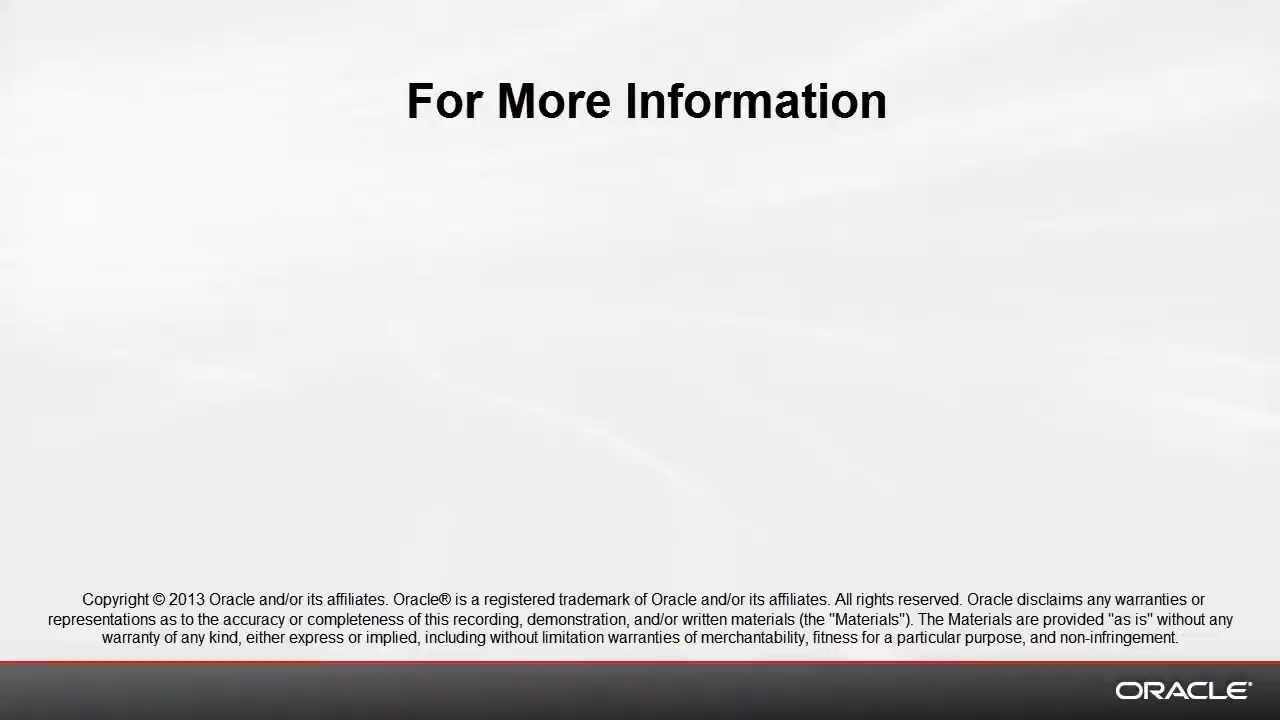 For More Information
Copyright © 2013 Oracle and/or its affiliates. Oracle® is a registered trademark of Oracle and/or its affiliates. All rights reserved. Oracle disclaims any warranties or
representations as to the accuracy or completeness of this recording, demonstration, and/or written materials (the "Materials"). The Materials are provided "as is" without any
warranty of any kind, either express or implied, including without limitation warranties of merchantability, fitness for a particular purpose, and non-infringement.
ORACLE®